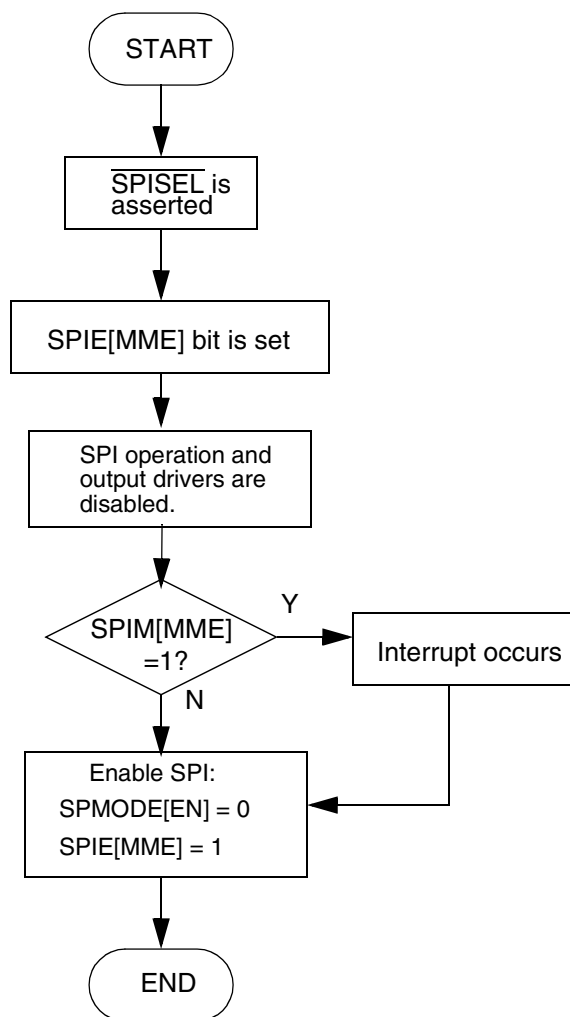 START
SPISEL is
asserted
SPIE[MME] bit is set
SPI operation and
output drivers are
disabled.
SPIM[MME]
=1?
Y
Interrupt occurs
N
Enable SPI:
SPMODE[EN] = 0
SPIE[MME] = 1
END